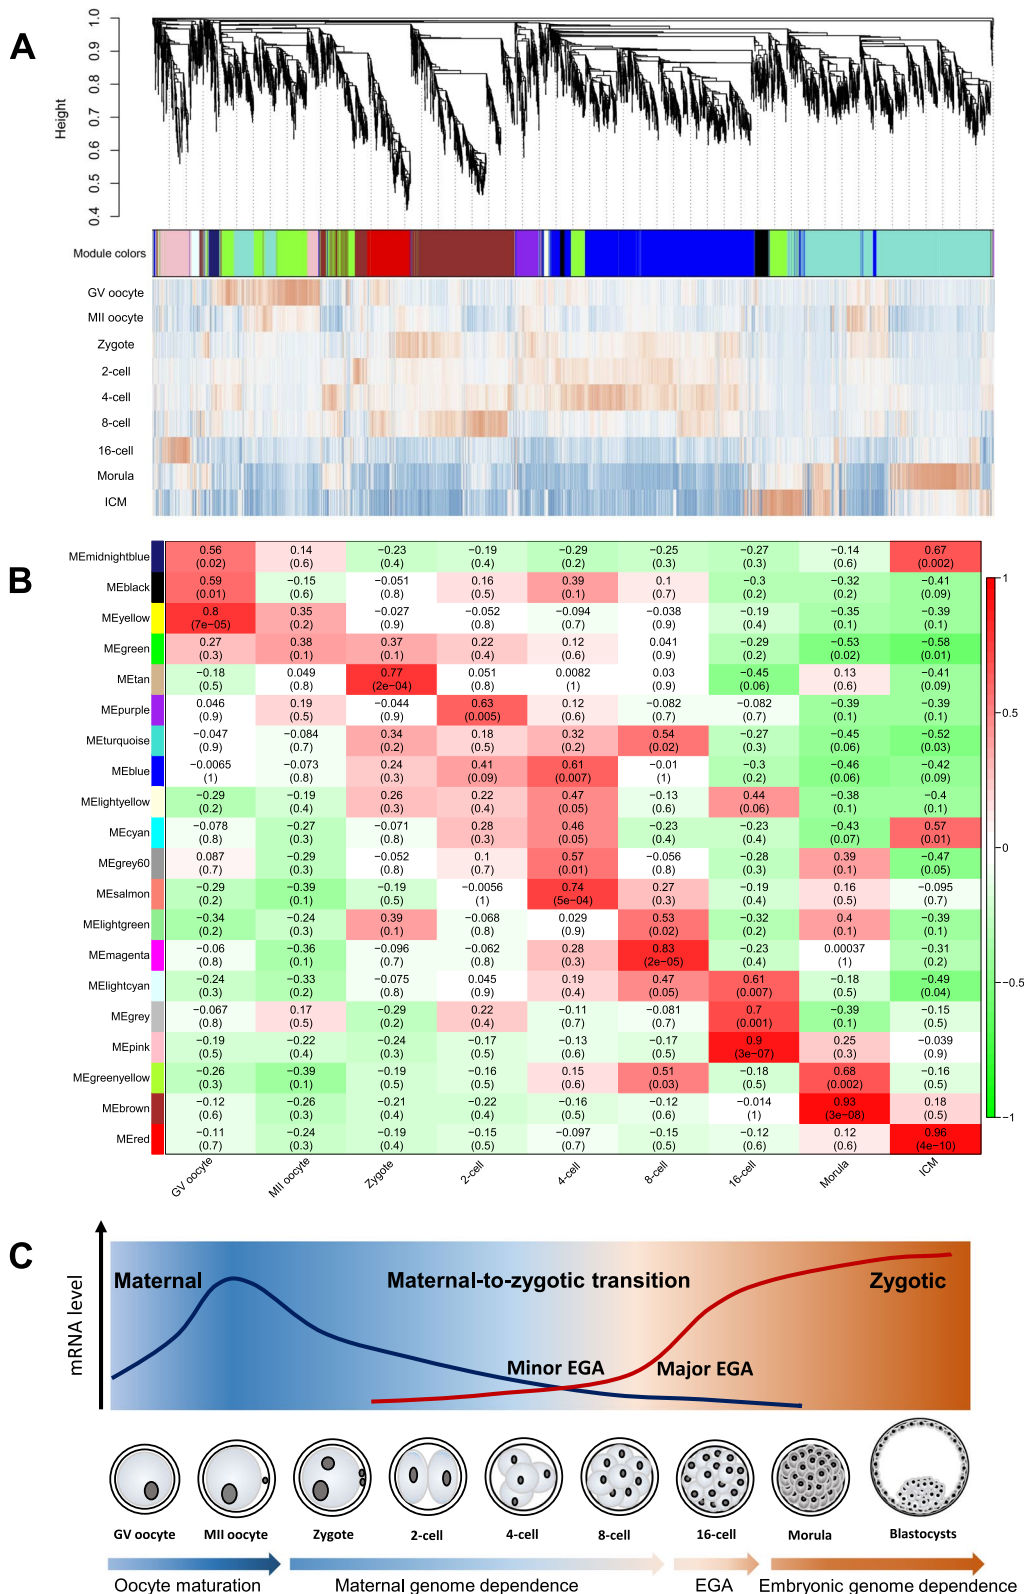 A
Height
1.0
0.9
0.8
0.7
0.6
0.5
0.4
Module colors
GV oocyte
MII oocyte
Zygote
2-cell
4-cell
8-cell
16-cell
Morula
ICM
B
MEmidnightblue 0.56 0.14 −0.23 −0.19 −0.29 −0.25 −0.27 −0.14 0.67
(0.02) (0.6) (0.4) (0.4) (0.2) (0.3) (0.3) (0.6) (0.002)
MEblack 0.59 −0.15 −0.051 0.16 0.39 0.1 −0.3 −0.32 −0.41
(0.01) (0.6) (0.8) (0.5) (0.1) (0.7) (0.2) (0.2) (0.09)
MEyellow 0.8 0.35 −0.027 −0.052 −0.094 −0.038 −0.19 −0.35 −0.39
(7e−05) (0.2) (0.9) (0.8) (0.7) (0.9) (0.4) (0.1) (0.1)
MEgreen 0.27 0.38 0.37 0.22 0.12 0.041 −0.29 −0.53 −0.58
(0.3) (0.1) (0.1) (0.4) (0.6) (0.9) (0.2) (0.02) (0.01)
MEtan −0.18 0.049 0.77 0.051 0.0082 0.03 −0.45 0.13 −0.41
(0.5) (0.8) (2e−04) (0.8) (1) (0.9) (0.06) (0.6) (0.09)
MEpurple 0.046 0.19 −0.044 0.63 0.12 −0.082 −0.082 −0.39 −0.39
(0.9) (0.5) (0.9) (0.005) (0.6) (0.7) (0.7) (0.1) (0.1)
MEturquoise −0.047 −0.084 0.34 0.18 0.32 0.54 −0.27 −0.45 −0.52
(0.9) (0.7) (0.2) (0.5) (0.2) (0.02) (0.3) (0.06) (0.03)
MEblue −0.0065 −0.073 0.24 0.41 0.61 −0.01 −0.3 −0.46 −0.42
(1) (0.8) (0.3) (0.09) (0.007) (1) (0.2) (0.06) (0.09)
MElightyellow −0.29 −0.19 0.26 0.22 0.47 −0.13 0.44 −0.38 −0.4
(0.2) (0.4) (0.3) (0.4) (0.05) (0.6) (0.06) (0.1) (0.1)
MEcyan −0.078 −0.27 −0.071 0.28 0.46 −0.23 −0.23 −0.43 0.57
(0.8) (0.3) (0.8) (0.3) (0.05) (0.4) (0.4) (0.07) (0.01)
MEgrey60 0.087 −0.29 −0.052 0.1 0.57 −0.056 −0.28 0.39 −0.47
(0.7) (0.3) (0.8) (0.7) (0.01) (0.8) (0.3) (0.1) (0.05)
MEsalmon −0.29 −0.39 −0.19 −0.0056 0.74 0.27 −0.19 0.16 −0.095
(0.2) (0.1) (0.5) (1) (5e−04) (0.3) (0.4) (0.5) (0.7)
MElightgreen −0.34 −0.24 0.39 −0.068 0.029 0.53 −0.32 0.4 −0.39
(0.2) (0.3) (0.1) (0.8) (0.9) (0.02) (0.2) (0.1) (0.1)
MEmagenta −0.06 −0.36 −0.096 −0.062 0.28 0.83 −0.23 0.00037 −0.31
(0.8) (0.1) (0.7) (0.8) (0.3) (2e−05) (0.4) (1) (0.2)
MElightcyan −0.24 −0.33 −0.075 0.045 0.19 0.47 0.61 −0.18 −0.49
(0.3) (0.2) (0.8) (0.9) (0.4) (0.05) (0.007) (0.5) (0.04)
MEgrey −0.067 0.17 −0.29 0.22 −0.11 −0.081 0.7 −0.39 −0.15
(0.8) (0.5) (0.2) (0.4) (0.7) (0.7) (0.001) (0.1) (0.5)
MEpink −0.19 −0.22 −0.24 −0.17 −0.13 −0.17 0.9 0.25 −0.039
(0.5) (0.4) (0.3) (0.5) (0.6) (0.5) (3e−07) (0.3) (0.9)
MEgreenyellow −0.26 −0.39 −0.19 −0.16 0.15 0.51 −0.18 0.68 −0.16
(0.3) (0.1) (0.5) (0.5) (0.6) (0.03) (0.5) (0.002) (0.5)
MEbrown −0.12 −0.26 −0.21 −0.22 −0.16 −0.12 −0.014 0.93 0.18
(0.6) (0.3) (0.4) (0.4) (0.5) (0.6) (1) (3e−08) (0.5)
MEred −0.11 −0.24 −0.19 −0.15 −0.097 −0.15 −0.12 0.12 0.96
(0.7) (0.3) (0.4) (0.5) (0.7) (0.5) (0.6) (0.6) (4e−10)
GV oocyte MII oocyte Zygote 2-cell 4-cell 8-cell 16-cell Morula ICM
1
0.5
0
−0.5
−1
C
mRNA level
Maternal Maternal-to-zygotic transition Zygotic
Minor EGA Major EGA
GV oocyte MII oocyte Zygote 2-cell 4-cell 8-cell 16-cell Morula Blastocysts
Oocyte maturation Maternal genome dependence EGA Embryonic genome dependence